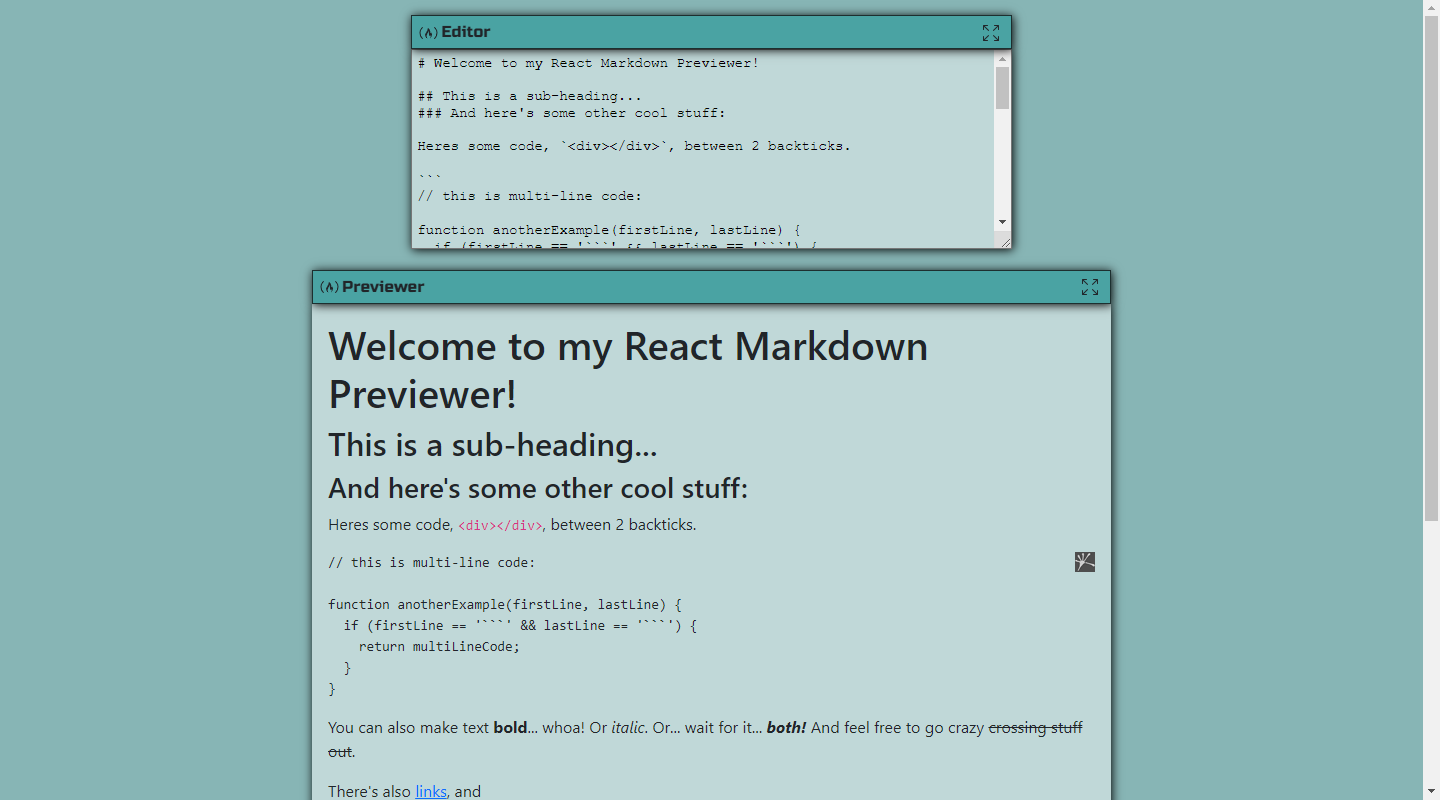 Editor
# Welcome to my React Markdown Previewer!
## This is a sub-heading...
### And here's some other cool stuff:
Heres some code, `<div></div>`, between 2 backticks.
```
// this is multi-line code:
function anotherExample(firstLine, lastLine) {
  if (firstLine == '```' && lastLine == '```') {
Previewer
Welcome to my React Markdown
Previewer!
This is a sub-heading...
And here's some other cool stuff:
Heres some code, <div></div>, between 2 backticks.
// this is multi-line code:
function anotherExample(firstLine, lastLine) {
  if (firstLine == '```' && lastLine == '```') {
    return multiLineCode;
  }
}
You can also make text bold... whoa! Or italic. Or... wait for it... both! And feel free to go crazy crossing stuff
out.
There's also links, and